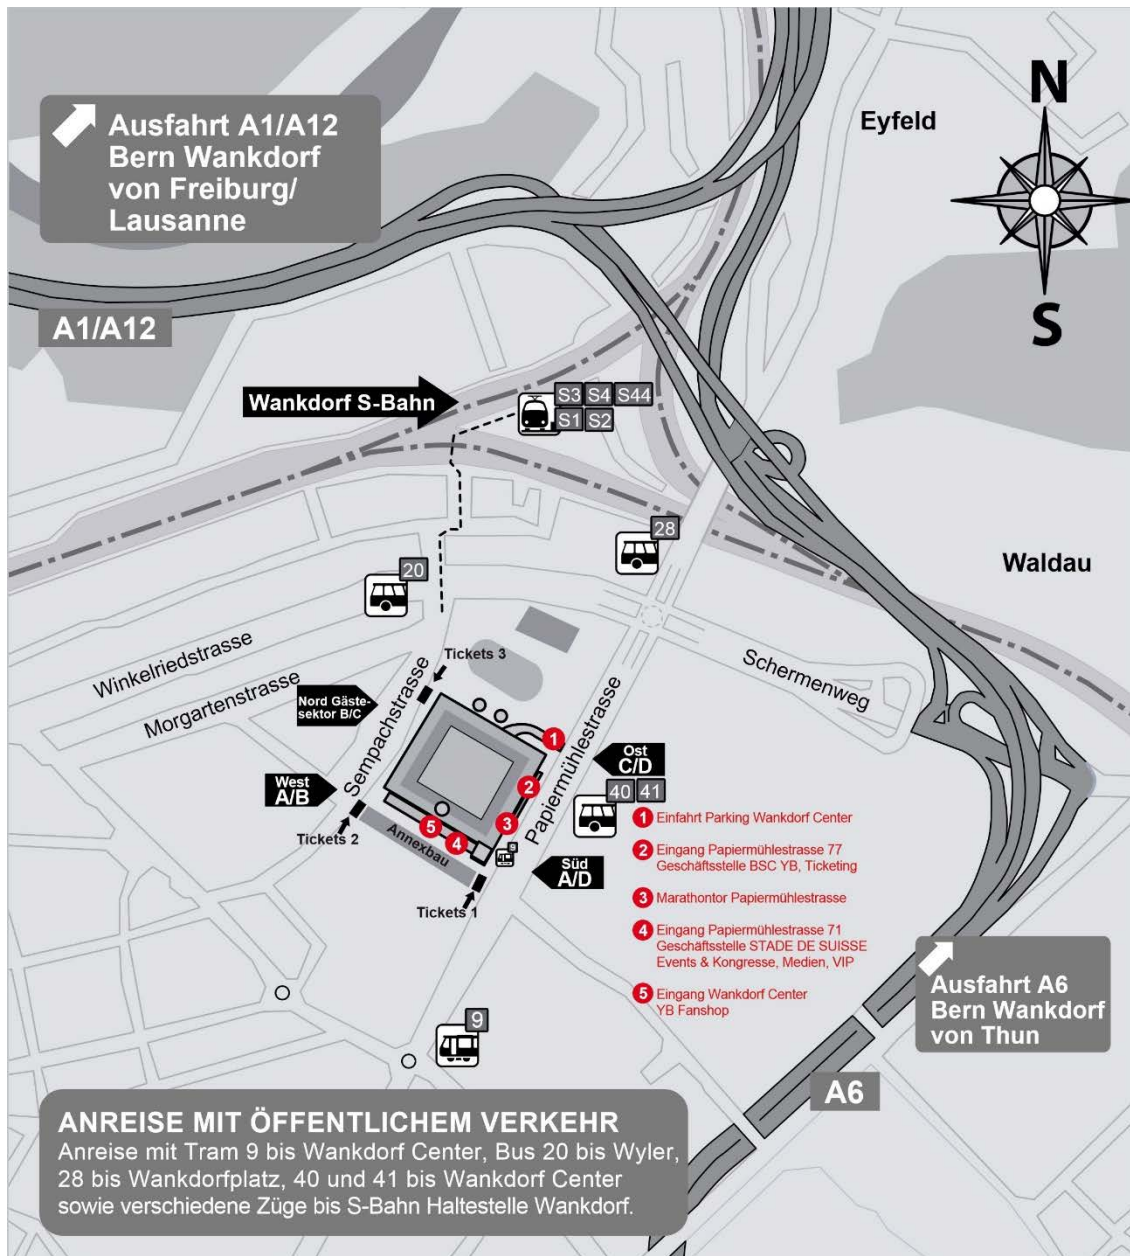 N
Eyfeld
Ausfahrt A1/A12
Bern Wankdorf
von Freiburg/
Lausanne
S
A1/A12
Wankdorf S-Bahn
S3 S4 S44
S1 S2
28
20
Waldau
Winkelriedstrasse
Morgartenstrasse
Sempachstrasse
Papiermühlestrasse
Schermenweg
Tickets 3
Nord Gäste-
sektor B/C
West
A/B
Tickets 2
1
2
3
4
5
Annexbau
9
Tickets 1
Ost
C/D
40 41
Süd
A/D
1 Einfahrt Parking Wankdorf Center
2 Eingang Papiermühlestrasse 77
Geschäftsstelle BSC YB, Ticketing
3 Marathontor Papiermühlestrasse
4 Eingang Papiermühlestrasse 71
Geschäftsstelle STADE DE SUISSE
Events & Kongresse, Medien, VIP
5 Eingang Wankdorf Center
YB Fanshop
Ausfahrt A6
Bern Wankdorf
von Thun
9
A6
ANREISE MIT ÖFFENTLICHEM VERKEHR
Anreise mit Tram 9 bis Wankdorf Center, Bus 20 bis Wyler,
28 bis Wankdorfplatz, 40 und 41 bis Wankdorf Center
sowie verschiedene Züge bis S-Bahn Haltestelle Wankdorf.